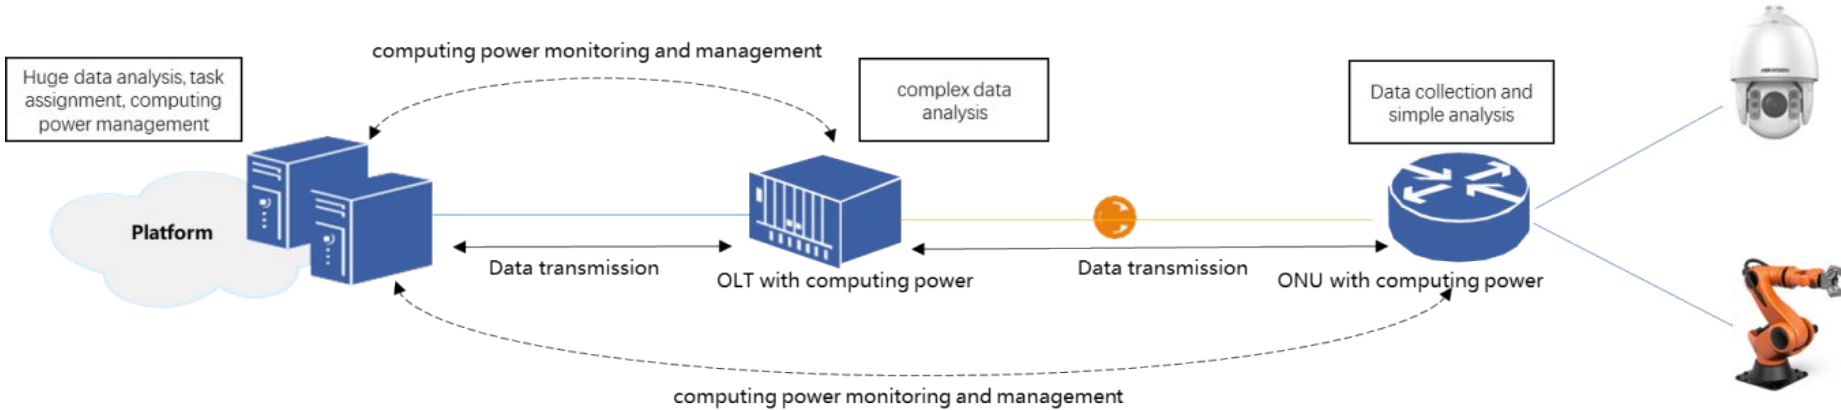 computing power monitoring and management
Huge data analysis, task
assignment, computing
power management
complex data
analysis
Data collection and
simple analysis
Platform
Data transmission
OLT with computing power
Data transmission
ONU with computing power
computing power monitoring and management